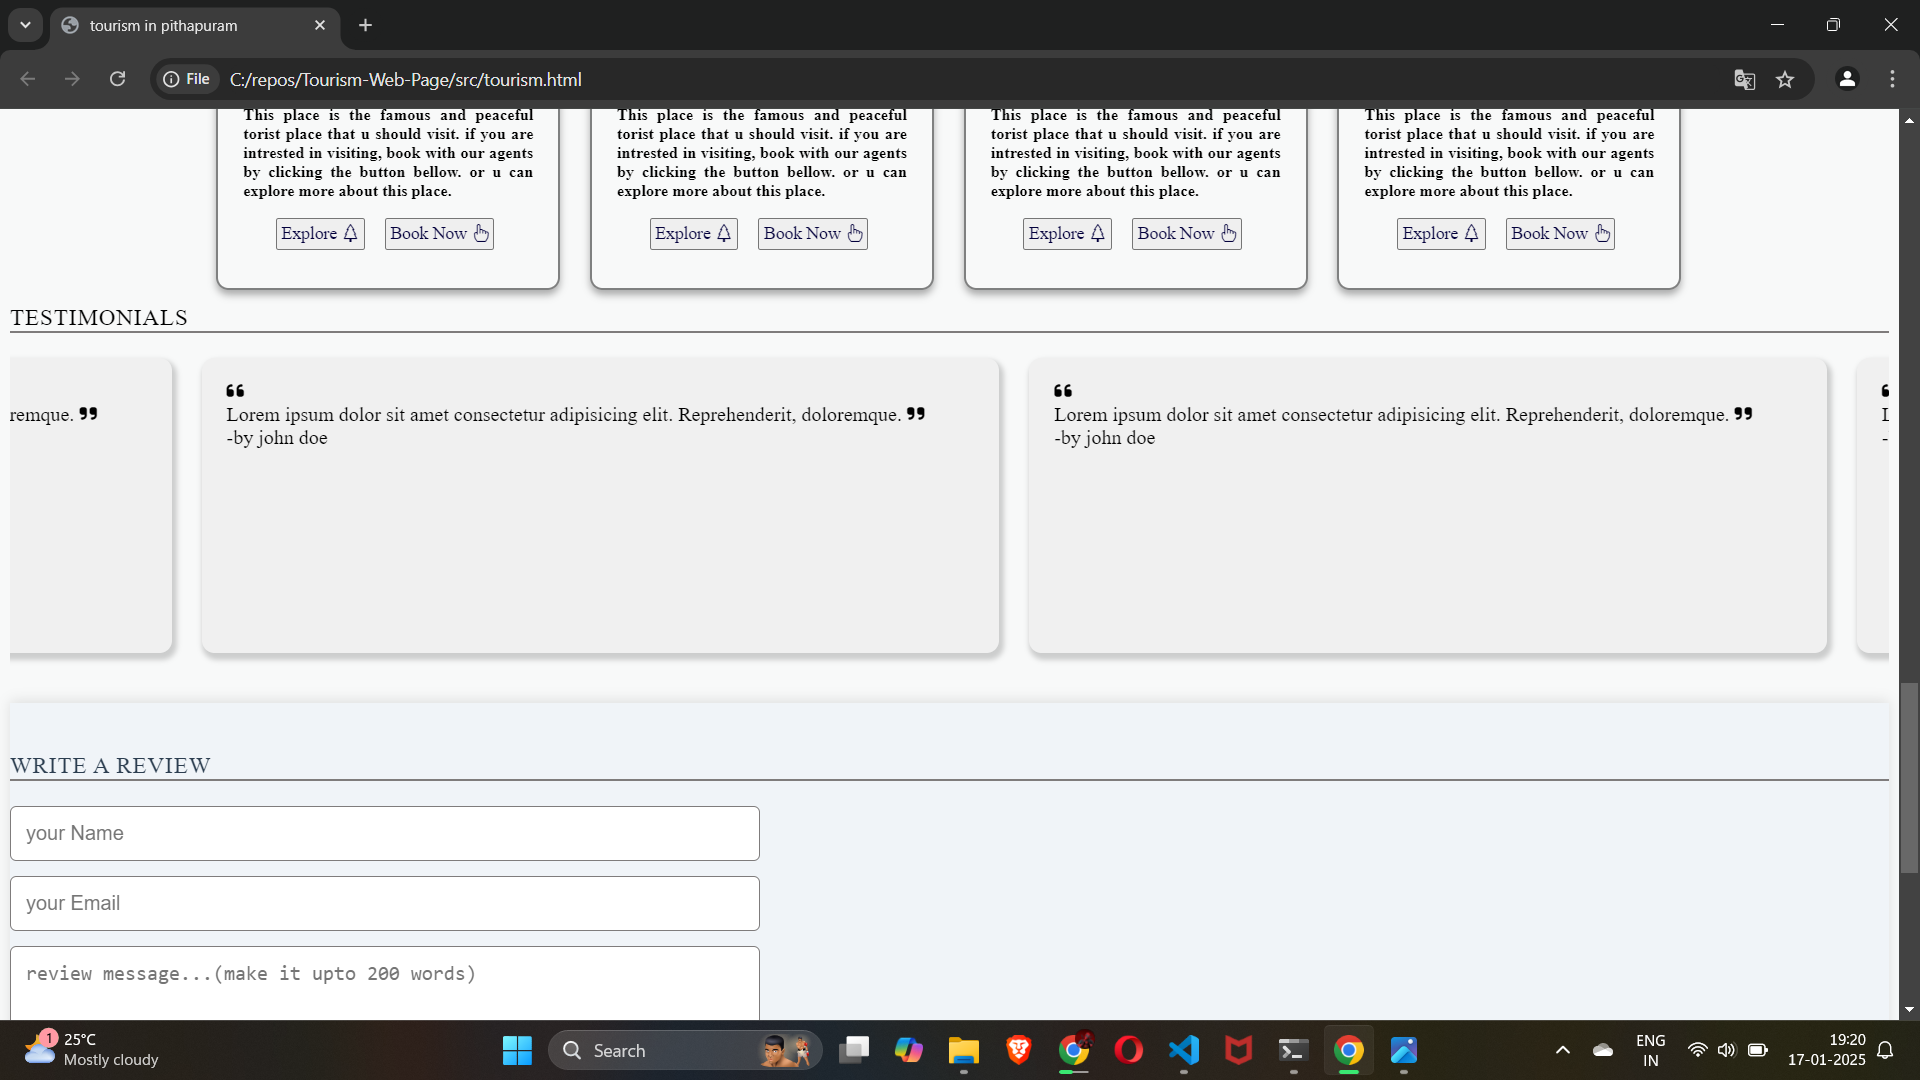 tourism in pithapuram
File
C:/repos/Tourism-Web-Page/src/tourism.html
This place is the famous and peaceful
torist place that u should visit. if you are
intrested in visiting, book with our agents
by clicking the button bellow. or u can
explore more about this place.
Explore
Book Now
This place is the famous and peaceful
torist place that u should visit. if you are
intrested in visiting, book with our agents
by clicking the button bellow. or u can
explore more about this place.
Explore
Book Now
This place is the famous and peaceful
torist place that u should visit. if you are
intrested in visiting, book with our agents
by clicking the button bellow. or u can
explore more about this place.
Explore
Book Now
This place is the famous and peaceful
torist place that u should visit. if you are
intrested in visiting, book with our agents
by clicking the button bellow. or u can
explore more about this place.
Explore
Book Now
TESTIMONIALS
remque. ❞
❝
Lorem ipsum dolor sit amet consectetur adipisicing elit. Reprehenderit, doloremque. ❞
-by john doe
❝
Lorem ipsum dolor sit amet consectetur adipisicing elit. Reprehenderit, doloremque. ❞
-by john doe
L
-
WRITE A REVIEW
your Name
your Email
review message...(make it upto 200 words)
1
25°C
Mostly cloudy
Search
ENG
IN
19:20
17-01-2025